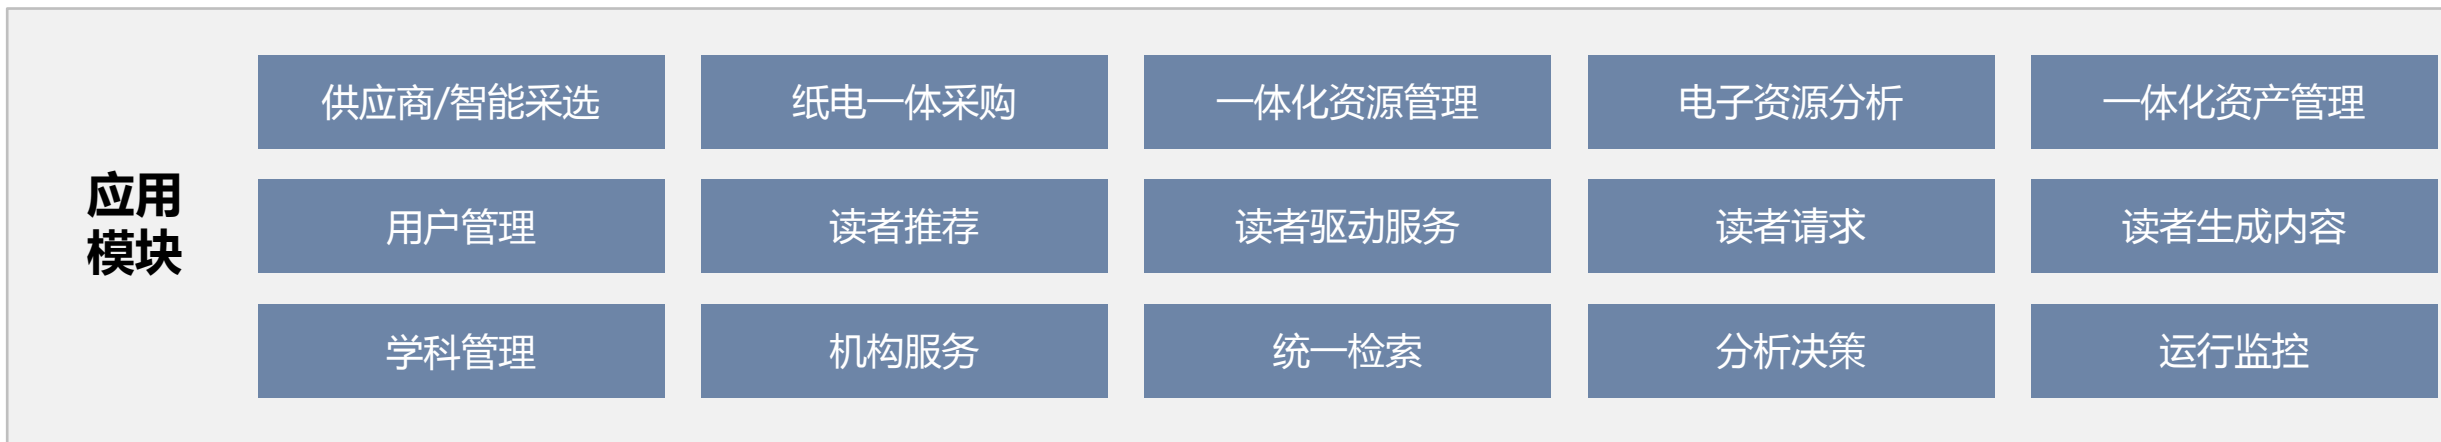 应用
模块
供应商/智能采选
纸电一体采购
一体化资源管理
电子资源分析
一体化资产管理
用户管理
读者推荐
读者驱动服务
读者请求
读者生成内容
学科管理
机构服务
统一检索
分析决策
运行监控